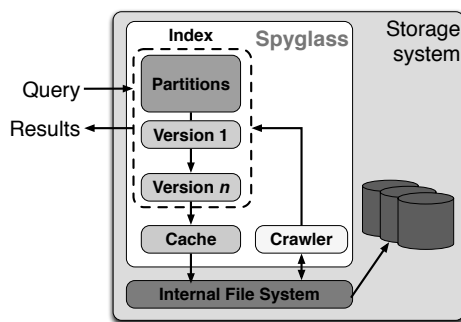 Index
Spyglass
Storage
system
Query
Results
Partitions
Version 1
Version n
Cache
Crawler
Internal File System